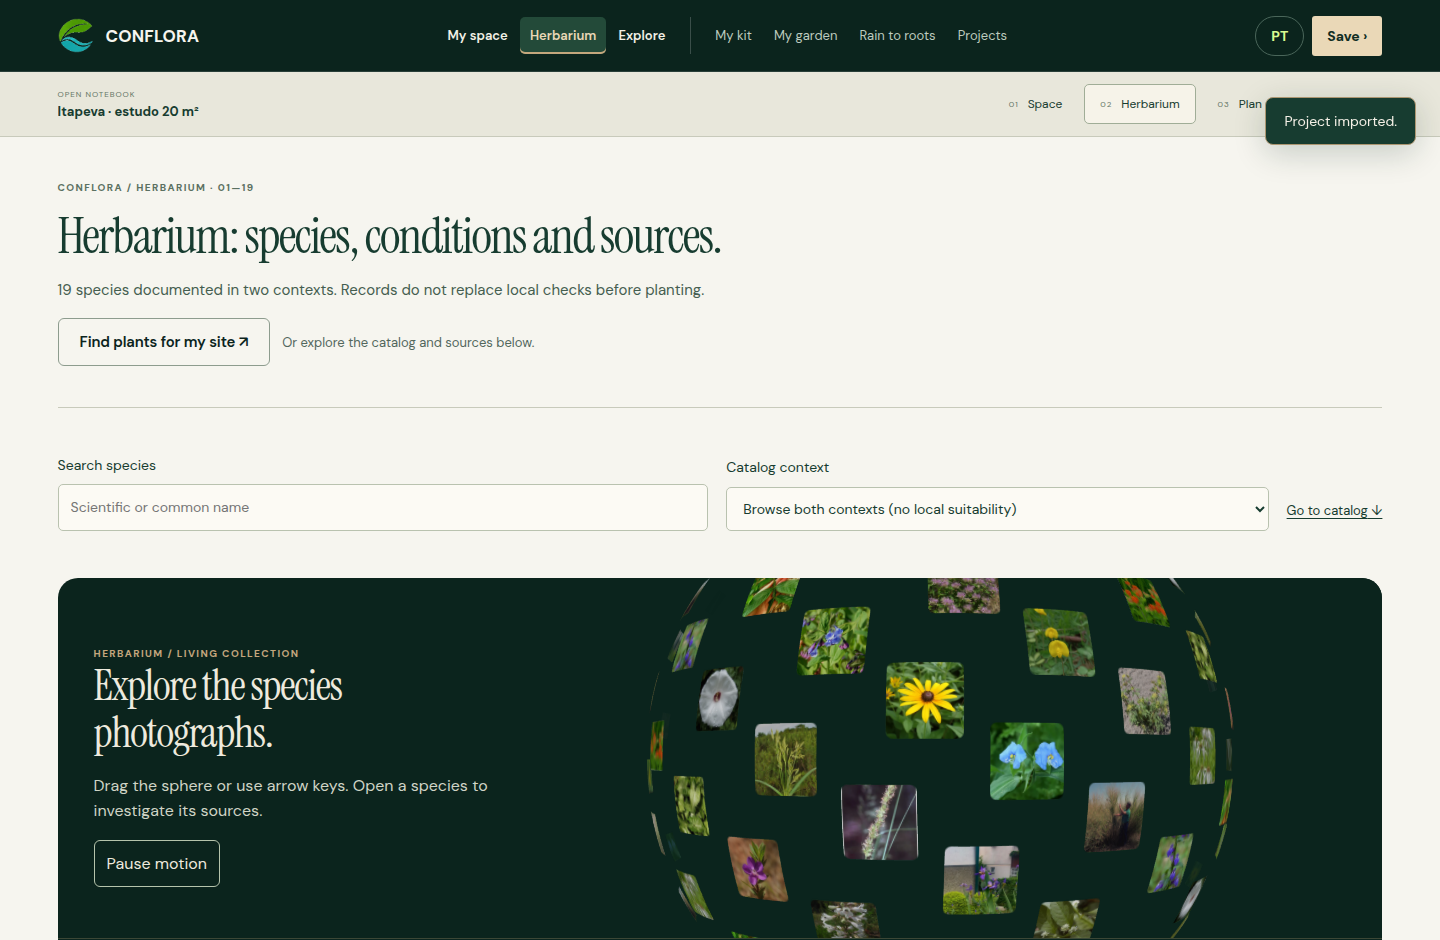 CONFLORA
My space
Herbarium
Explore
My kit
My garden
Rain to roots
Projects
PT
Save ›
OPEN NOTEBOOK
Itapeva · estudo 20 m²
01 Space
02 Herbarium
03 Plan
Project imported.
CONFLORA / HERBARIUM · 01—19
Herbarium: species, conditions and sources.
19 species documented in two contexts. Records do not replace local checks before planting.
Find plants for my site ↗
Or explore the catalog and sources below.
Search species
Scientific or common name
Catalog context
Browse both contexts (no local suitability)
Go to catalog ↓
HERBARIUM / LIVING COLLECTION
Explore the species
photographs.
Drag the sphere or use arrow keys. Open a species to
investigate its sources.
Pause motion